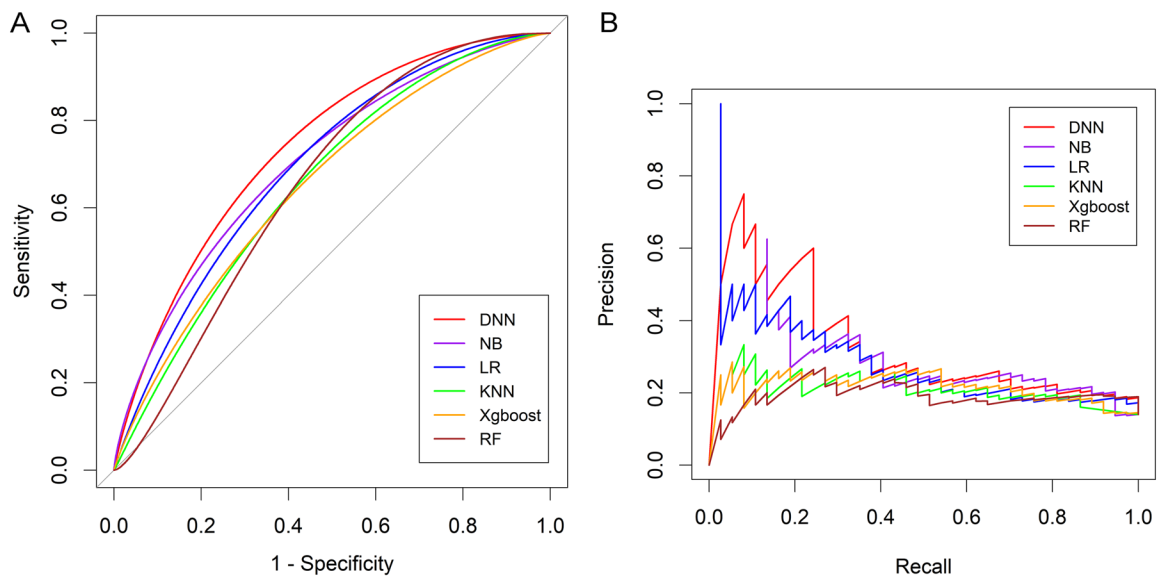 A
Sensitivity
1.0
0.8
0.6
0.4
0.2
0.0
DNN
NB
LR
KNN
Xgboost
RF
0.0 0.2 0.4 0.6 0.8 1.0
1 - Specificity
B
Precision
1.0
0.8
0.6
0.4
0.2
0.0
DNN
NB
LR
KNN
Xgboost
RF
0.0 0.2 0.4 0.6 0.8 1.0
Recall